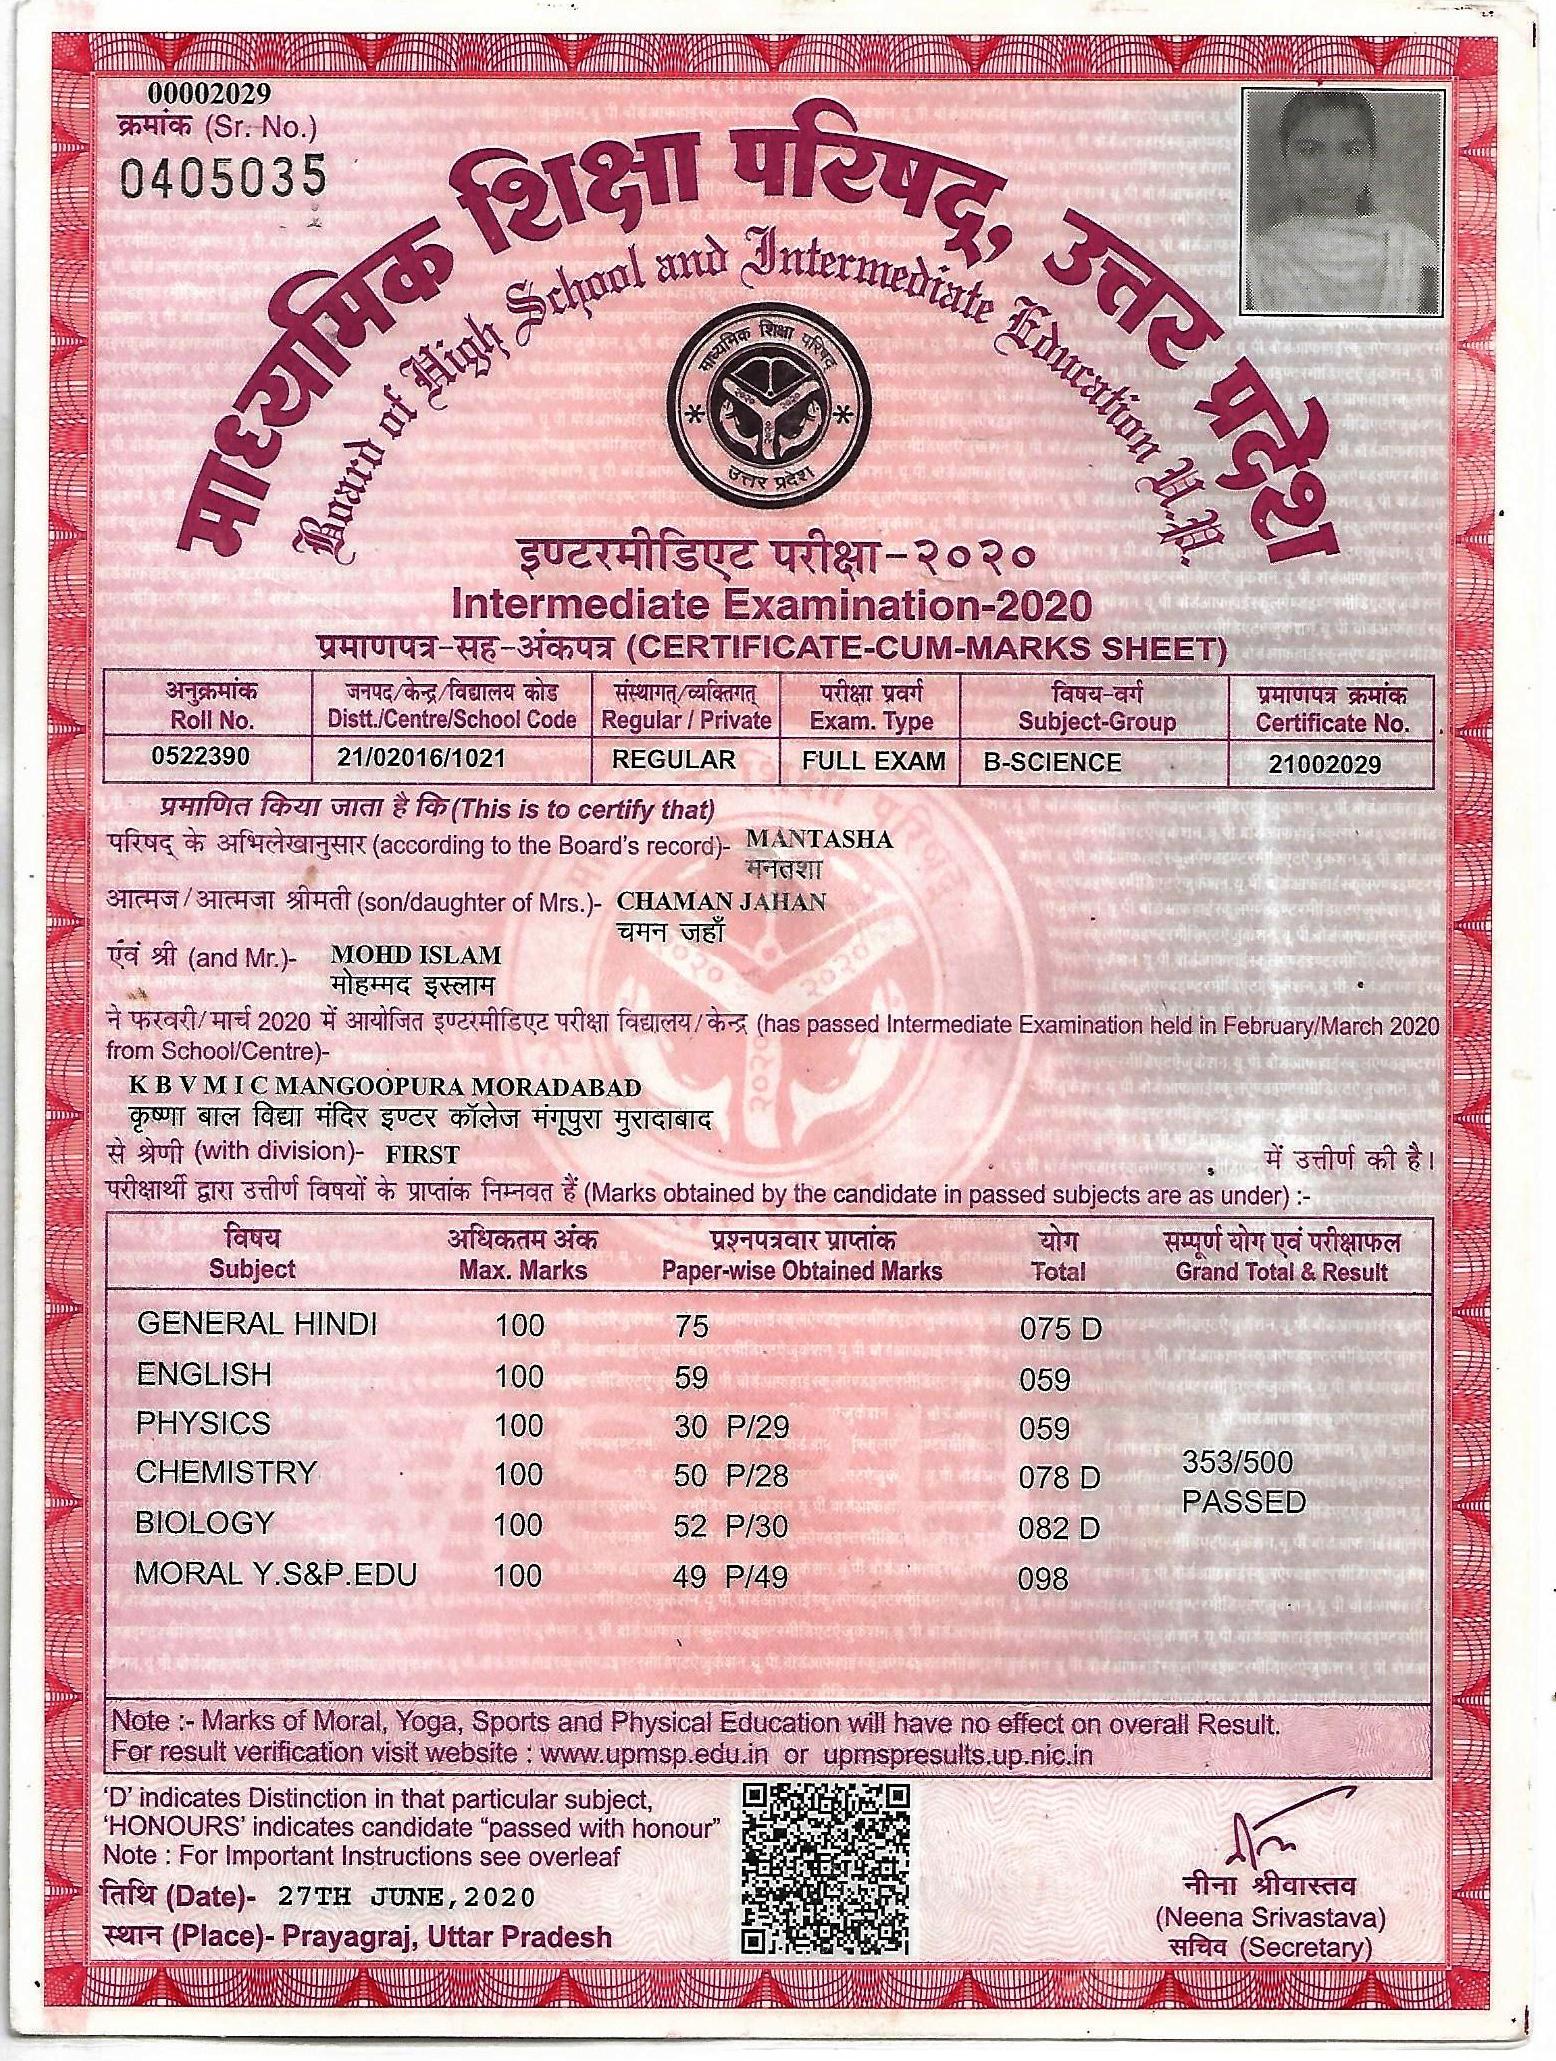 00002029
क्रमांक (Sr. No.)
0405035
माध्यमिक शिक्षा परिषद्, उत्तर प्रदेश
Board of High School and Intermediate Education U.P.
माध्यमिक शिक्षा परिषद
उत्तर प्रदेश
इण्टरमीडिएट परीक्षा-२०२०
Intermediate Examination-2020
प्रमाणपत्र-सह-अंकपत्र (CERTIFICATE-CUM-MARKS SHEET)
अनुक्रमांक जनपद/केन्द्र/विद्यालय कोड संस्थागत्/व्यक्तिगत् परीक्षा प्रवर्ग विषय-वर्ग प्रमाणपत्र क्रमांक
Roll No. Distt./Centre/School Code Regular / Private Exam. Type Subject-Group Certificate No.
0522390 21/02016/1021 REGULAR FULL EXAM B-SCIENCE 21002029
प्रमाणित किया जाता है कि (This is to certify that)
परिषद् के अभिलेखानुसार (according to the Board's record)- MANTASHA
मनतशा
आत्मज/आत्मजा श्रीमती (son/daughter of Mrs.)- CHAMAN JAHAN
चमन जहाँ
एवं श्री (and Mr.)- MOHD ISLAM
मोहम्मद इस्लाम
ने फरवरी/मार्च 2020 में आयोजित इण्टरमीडिएट परीक्षा विद्यालय/केन्द्र (has passed Intermediate Examination held in February/March 2020
from School/Centre)-
K B V M I C MANGOOPURA MORADABAD
कृष्णा बाल विद्या मंदिर इण्टर कॉलेज मंगूपुरा मुरादाबाद
से श्रेणी (with division)- FIRST में उत्तीर्ण की है।
परीक्षार्थी द्वारा उत्तीर्ण विषयों के प्राप्तांक निम्नवत हैं (Marks obtained by the candidate in passed subjects are as under) :-
विषय अधिकतम अंक प्रश्नपत्रवार प्राप्तांक योग सम्पूर्ण योग एवं परीक्षाफल
Subject Max. Marks Paper-wise Obtained Marks Total Grand Total & Result
GENERAL HINDI 100 75 075 D
ENGLISH 100 59 059
PHYSICS 100 30 P/29 059
CHEMISTRY 100 50 P/28 078 D 353/500
PASSED
BIOLOGY 100 52 P/30 082 D
MORAL Y.S&P.EDU 100 49 P/49 098
Note :- Marks of Moral, Yoga, Sports and Physical Education will have no effect on overall Result.
For result verification visit website : www.upmsp.edu.in or upmspresults.up.nic.in
'D' indicates Distinction in that particular subject,
'HONOURS' indicates candidate "passed with honour"
Note : For Important Instructions see overleaf
तिथि (Date)- 27TH JUNE,2020
स्थान (Place)- Prayagraj, Uttar Pradesh
नीना श्रीवास्तव
(Neena Srivastava)
सचिव (Secretary)